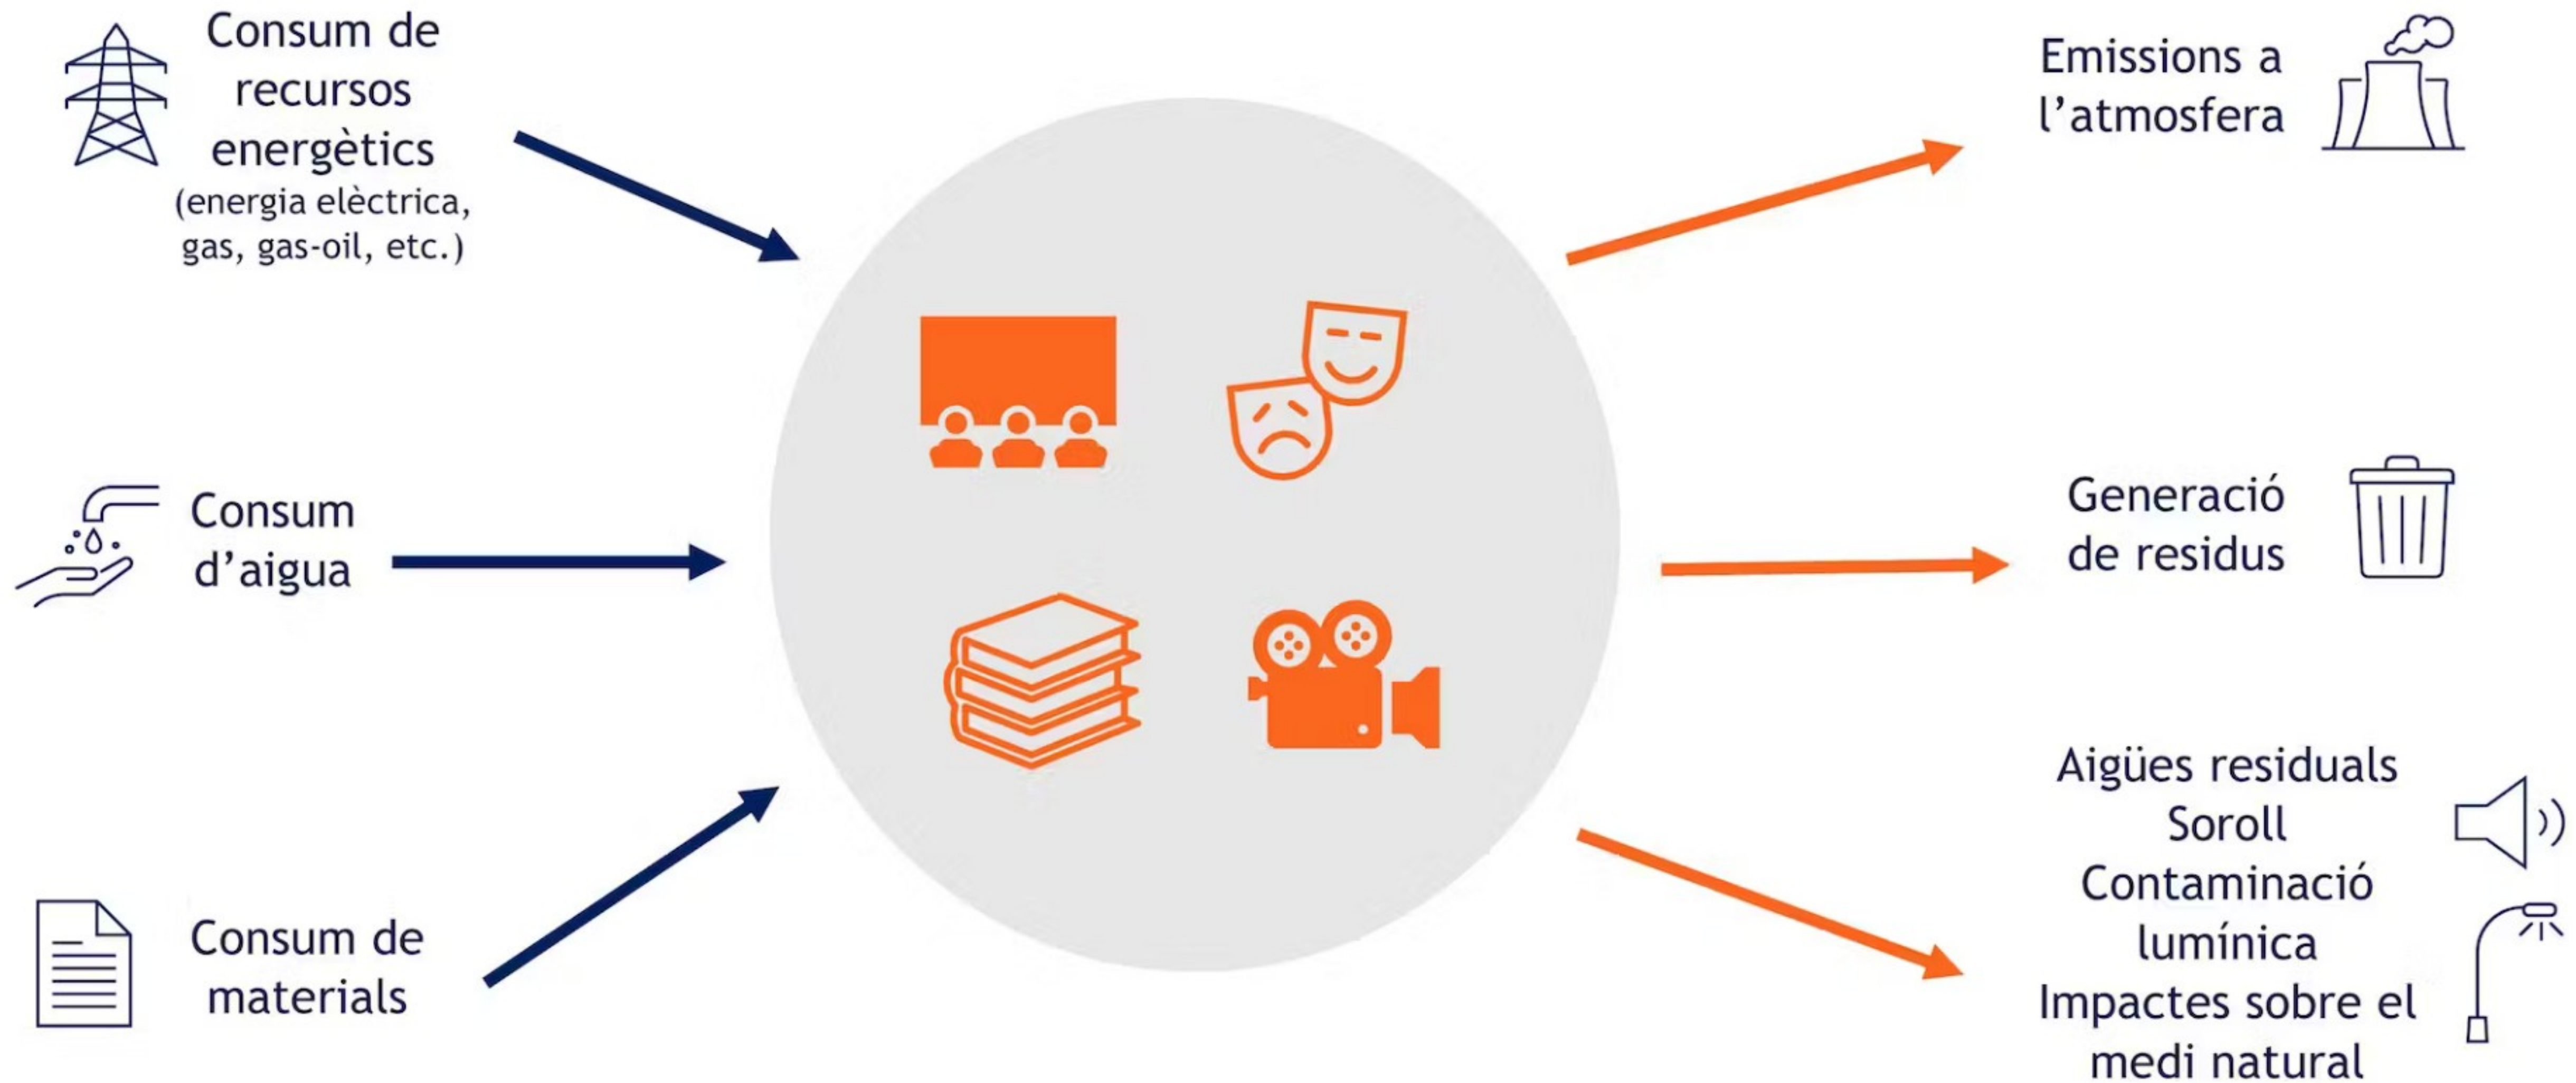 Consum de
recursos
energètics
(energia elèctrica,
gas, gas-oil, etc.)
Consum
d’aigua
Consum de
materials
Emissions a
l’atmosfera
Generació
de residus
Aigües residuals
Soroll
Contaminació
lumínica
Impactes sobre el
medi natural